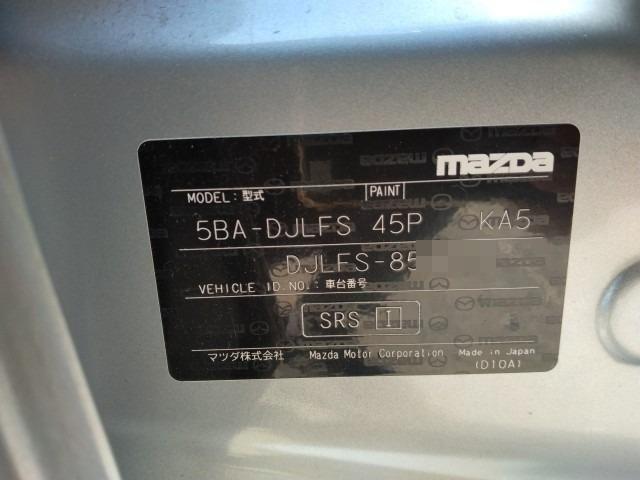 mazda
MODEL:型式 PAINT
5BA-DJLFS 45P KA5
DJLFS-85
VEHICLE ID.NO.:車台番号
SRS I
マツダ株式会社 Mazda Motor Corporation Made in Japan
(D10A)